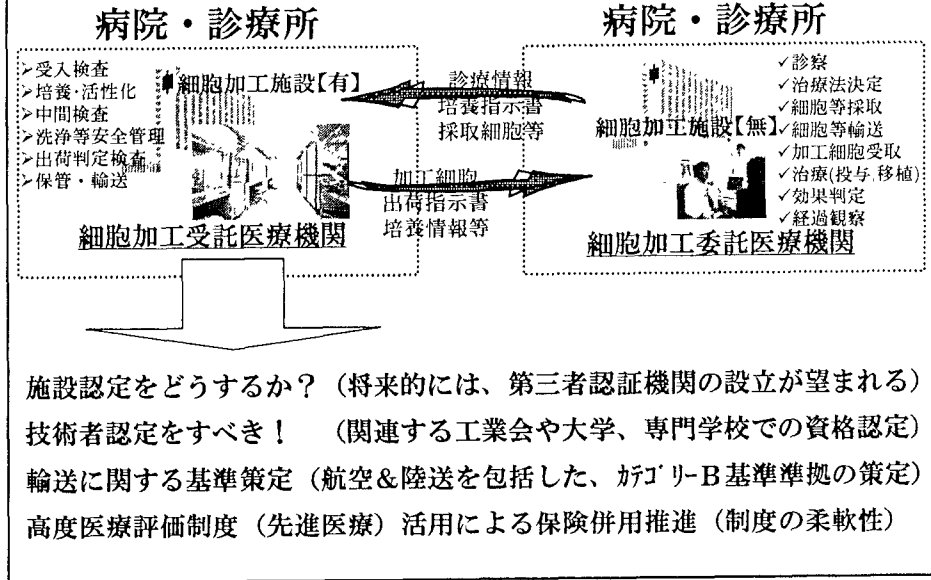 病院・診療所
➢受入検査
➢培養・活性化
➢中間検査
➢洗浄等安全管理
➢出荷判定検査
➢保管・輸送
細胞加工施設【有】
細胞加工受託医療機関
診療情報
培養指示書
採取細胞等
加工細胞
出荷指示書
培養情報等
病院・診療所
細胞加工施設【無】
✓診察
✓治療法決定
✓細胞等採取
✓細胞等輸送
✓加工細胞受取
✓治療(投与,移植)
✓効果判定
✓経過観察
細胞加工委託医療機関
施設認定をどうするか？（将来的には、第三者認証機関の設立が望まれる）
技術者認定をすべき！　（関連する工業会や大学、専門学校での資格認定）
輸送に関する基準策定（航空＆陸送を包括した、ｶﾃｺﾞﾘｰB基準準拠の策定）
高度医療評価制度（先進医療）活用による保険併用推進（制度の柔軟性）